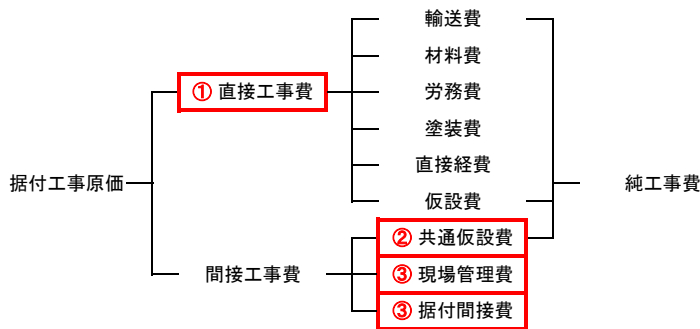 輸送費
材料費
① 直接工事費
労務費
塗装費
直接経費
据付工事原価
純工事費
仮設費
② 共通仮設費
間接工事費
③ 現場管理費
③ 据付間接費